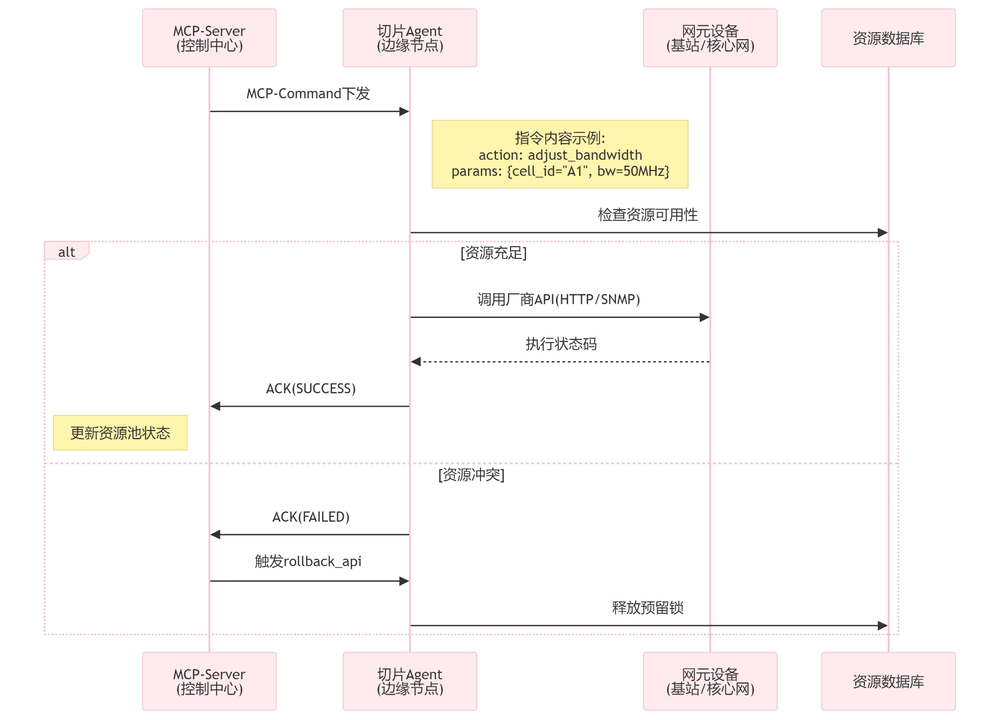 MCP-Server
(控制中心)
切片Agent
(边缘节点)
网元设备
(基站/核心网)
资源数据库
MCP-Command下发
指令内容示例:
action: adjust_bandwidth
params: {cell_id="A1", bw=50MHz}
检查资源可用性
alt
[资源充足]
调用厂商API(HTTP/SNMP)
执行状态码
ACK(SUCCESS)
更新资源池状态
[资源冲突]
ACK(FAILED)
触发rollback_api
释放预留锁
MCP-Server
(控制中心)
切片Agent
(边缘节点)
网元设备
(基站/核心网)
资源数据库